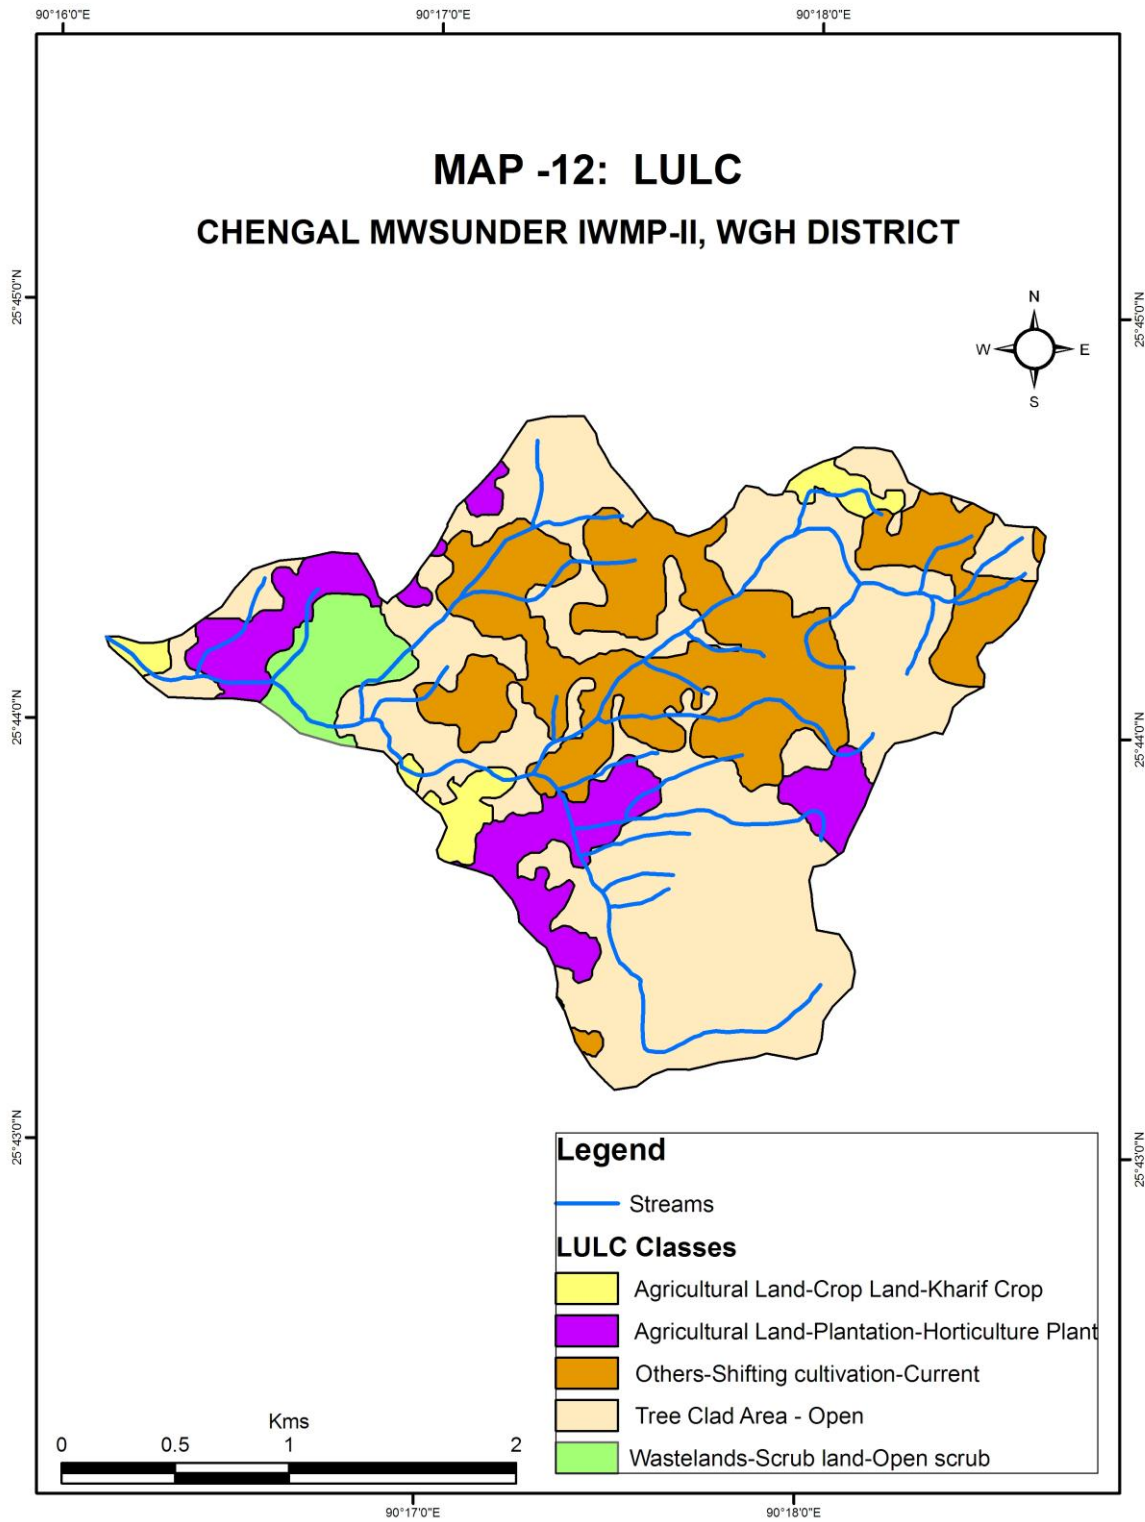 90°16'0"E 90°17'0"E 90°18'0"E
MAP -12: LULC
CHENGAL MWSUNDER IWMP-II, WGH DISTRICT
25°45'0"N
25°45'0"N
N
W E
S
25°44'0"N
25°44'0"N
25°43'0"N
25°43'0"N
Legend
Streams
LULC Classes
Agricultural Land-Crop Land-Kharif Crop
Agricultural Land-Plantation-Horticulture Plant
Others-Shifting cultivation-Current
Tree Clad Area - Open
Wastelands-Scrub land-Open scrub
Kms
0 0.5 1 2
90°17'0"E 90°18'0"E